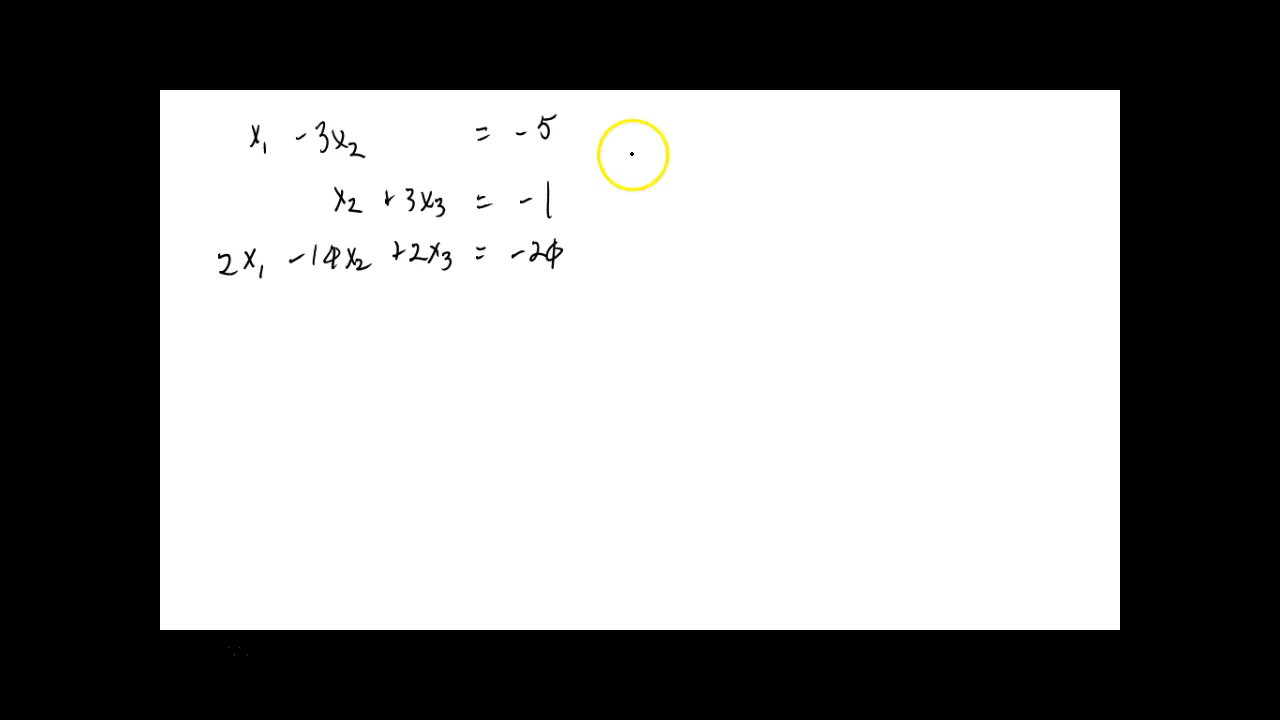 x₁ - 3x₂ = -5
x₂ + 3x₃ = -1
2x₁ - 10x₂ + 2x₃ = -20